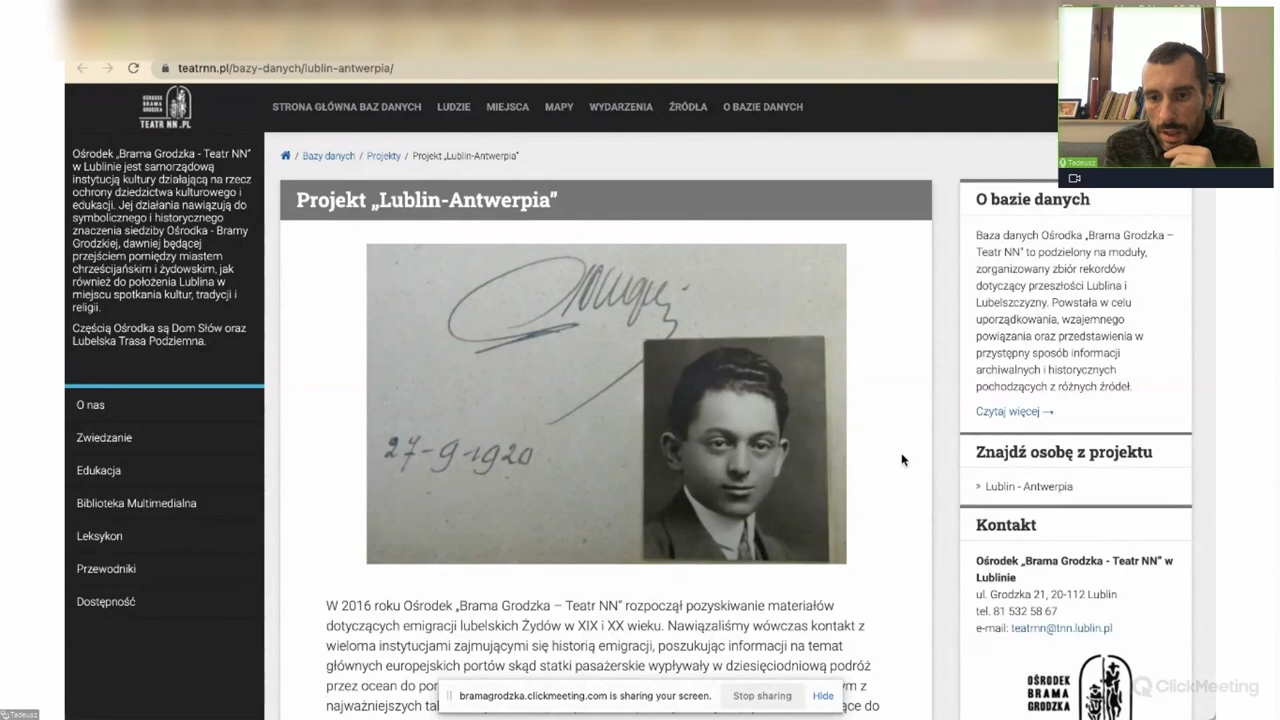 teatrnn.pl/bazy-danych/lublin-antwerpia/
OŚRODEK
BRAMA
GRODZKA
TEATR NN .PL
STRONA GŁÓWNA BAZ DANYCH LUDZIE MIEJSCA MAPY WYDARZENIA ŹRÓDŁA O BAZIE DANYCH
Ośrodek „Brama Grodzka - Teatr NN”
w Lublinie jest samorządową
instytucją kultury działającą na rzecz
ochrony dziedzictwa kulturowego i
edukacji. Jej działania nawiązują do
symbolicznego i historycznego
znaczenia siedziby Ośrodka - Bramy
Grodzkiej, dawniej będącej
przejściem pomiędzy miastem
chrześcijańskim i żydowskim, jak
również do położenia Lublina w
miejscu spotkania kultur, tradycji i
religii.
Częścią Ośrodka są Dom Słów oraz
Lubelska Trasa Podziemna.
O nas
Zwiedzanie
Edukacja
Biblioteka Multimedialna
Leksykon
Przewodniki
Dostępność
/ Bazy danych / Projekty / Projekt „Lublin-Antwerpia”
Projekt „Lublin-Antwerpia”
27-9-1920
W 2016 roku Ośrodek „Brama Grodzka – Teatr NN” rozpoczął pozyskiwanie materiałów
dotyczących emigracji lubelskich Żydów w XIX i XX wieku. Nawiązaliśmy wówczas kontakt z
wieloma instytucjami zajmującymi się historią emigracji, poszukując informacji na temat
głównych europejskich portów skąd statki pasażerskie wypływały w dziesięciodniową podróż
przez ocean do
najważniejszych
bramagrodzka.clickmeeting.com is sharing your screen. Stop sharing Hide
O bazie danych
Baza danych Ośrodka „Brama Grodzka –
Teatr NN” to podzielony na moduły,
zorganizowany zbiór rekordów
dotyczący przeszłości Lublina i
Lubelszczyzny. Powstała w celu
uporządkowania, wzajemnego
powiązania oraz przedstawienia w
przystępny sposób informacji
archiwalnych i historycznych
pochodzących z różnych źródeł.
Czytaj więcej →
Znajdź osobę z projektu
» Lublin - Antwerpia
Kontakt
Ośrodek „Brama Grodzka - Teatr NN” w
Lublinie
ul. Grodzka 21, 20-112 Lublin
tel. 81 532 58 67
e-mail: teatrnn@tnn.lublin.pl
OŚRODEK
BRAMA
GRODZKA
ClickMeeting
Tadeusz
Tadeusz